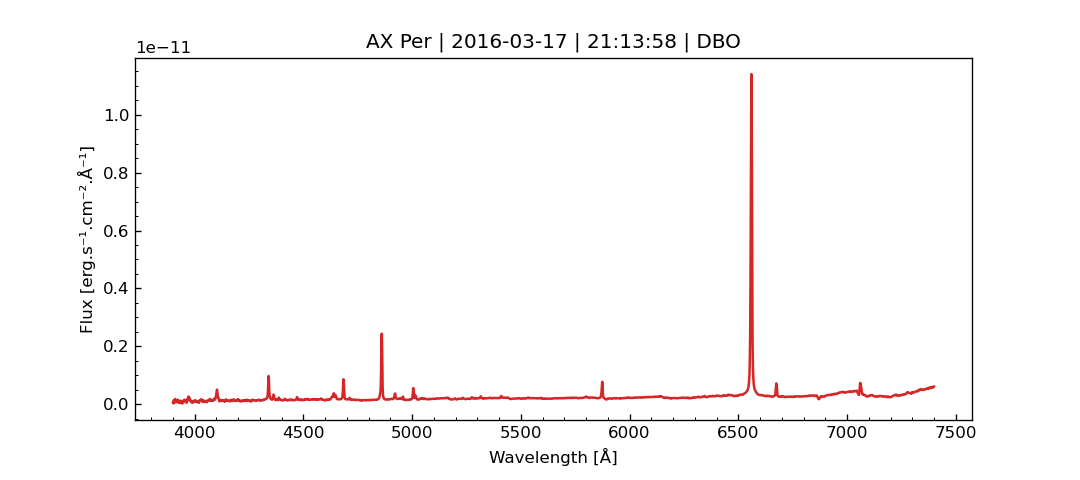 AX Per | 2016-03-17 | 21:13:58 | DBO
1e−11
1.0
0.8
0.6
0.4
0.2
0.0
Flux [erg.s⁻¹.cm⁻².Å⁻¹]
4000 4500 5000 5500 6000 6500 7000 7500
Wavelength [Å]